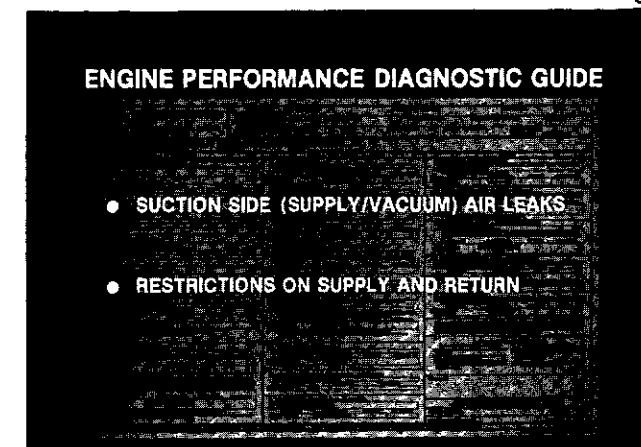 ENGINE PERFORMANCE DIAGNOSTIC GUIDE
● SUCTION SIDE (SUPPLY/VACUUM) AIR LEAKS
● RESTRICTIONS ON SUPPLY AND RETURN